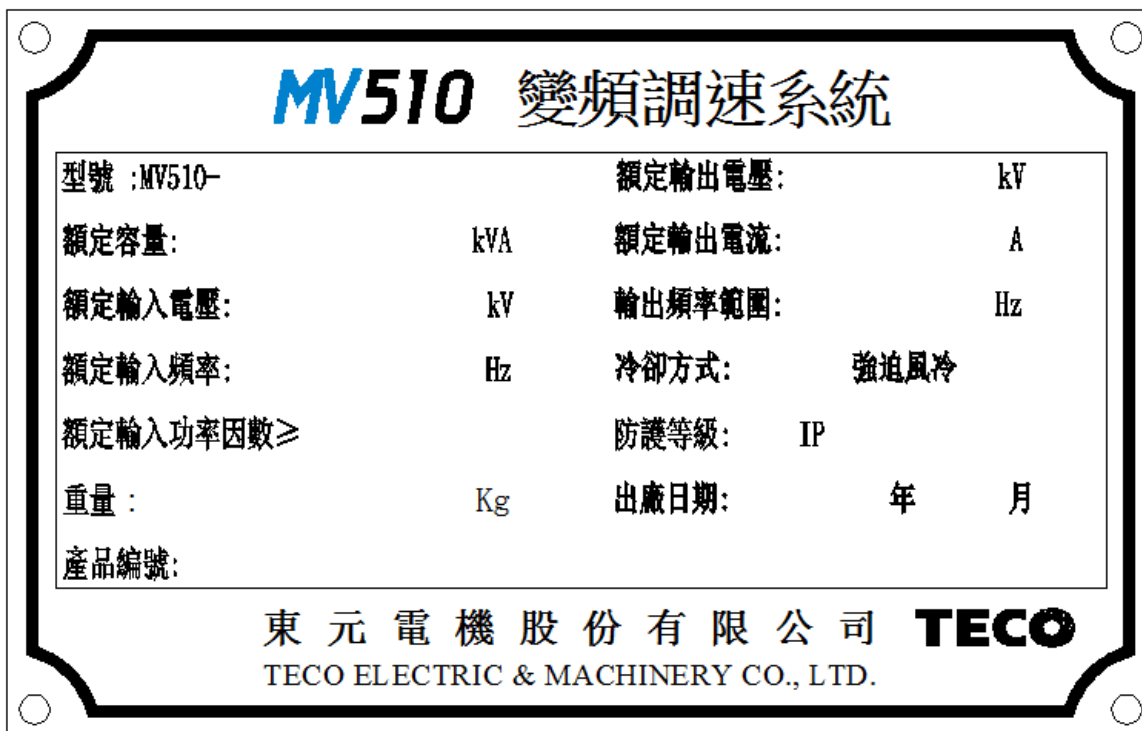 MV510 變頻調速系統
型號 :MV510- 額定輸出電壓: kV
額定容量: kVA 額定輸出電流: A
額定輸入電壓: kV 輸出頻率範圍: Hz
額定輸入頻率: Hz 冷卻方式: 強迫風冷
額定輸入功率因數≥ 防護等級: IP
重量 : Kg 出廠日期: 年 月
產品編號:
東元電機股份有限公司 TECO
TECO ELECTRIC & MACHINERY CO., LTD.